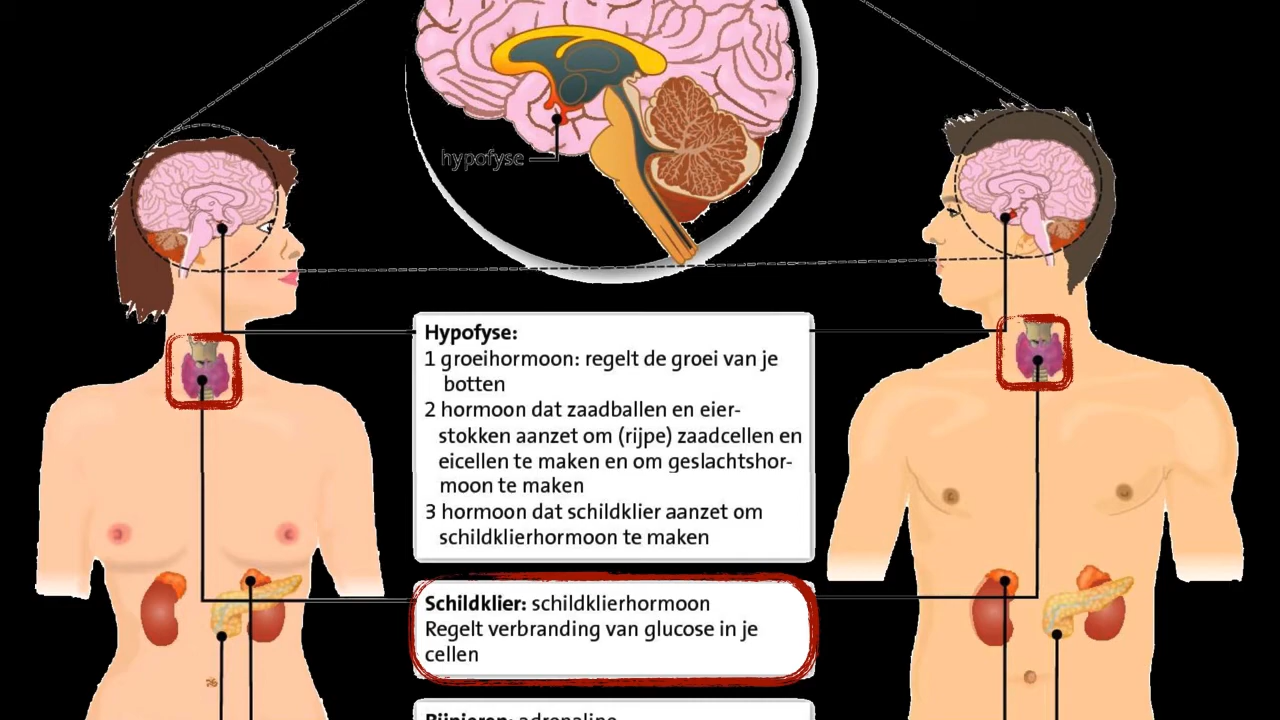 hypofyse
Hypofyse:
1 groeihormoon: regelt de groei van je
botten
2 hormoon dat zaadballen en eier-
stokken aanzet om (rijpe) zaadcellen en
eicellen te maken en om geslachtshor-
moon te maken
3 hormoon dat schildklier aanzet om
schildklierhormoon te maken
Schildklier: schildklierhormoon
Regelt verbranding van glucose in je
cellen
Bijnieren: adrenaline